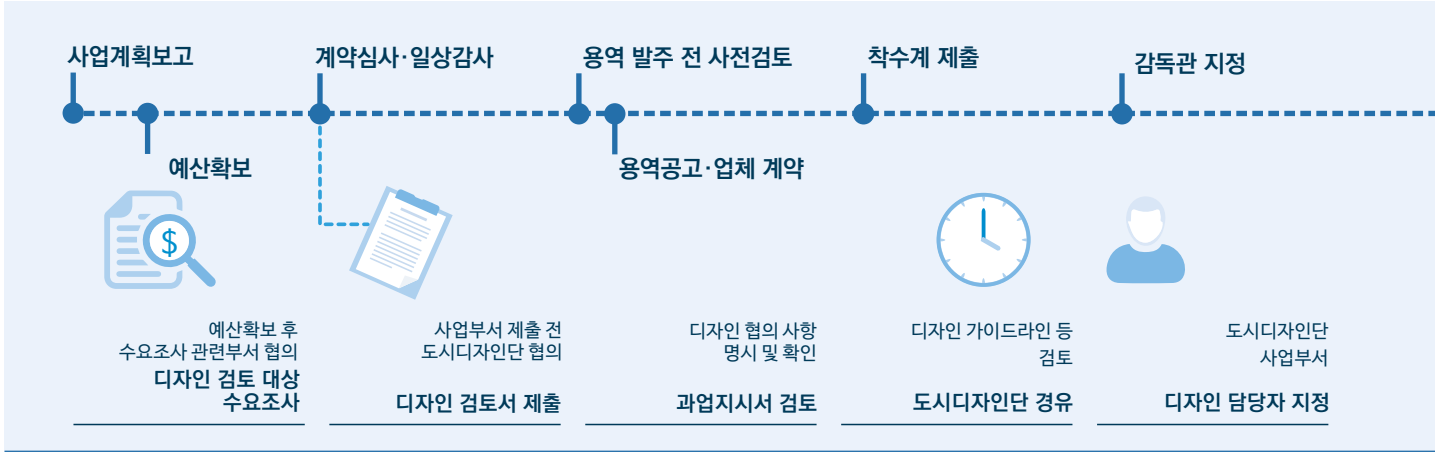 사업계획보고
계약심사·일상감사
용역 발주 전 사전검토
착수계 제출
감독관 지정
예산확보
용역공고·업체 계약
$
예산확보 후
수요조사 관련부서 협의
디자인 검토 대상
수요조사
사업부서 제출 전
도시디자인단 협의
디자인 검토서 제출
디자인 협의 사항
명시 및 확인
과업지시서 검토
디자인 가이드라인 등
검토
도시디자인단 경유
도시디자인단
사업부서
디자인 담당자 지정